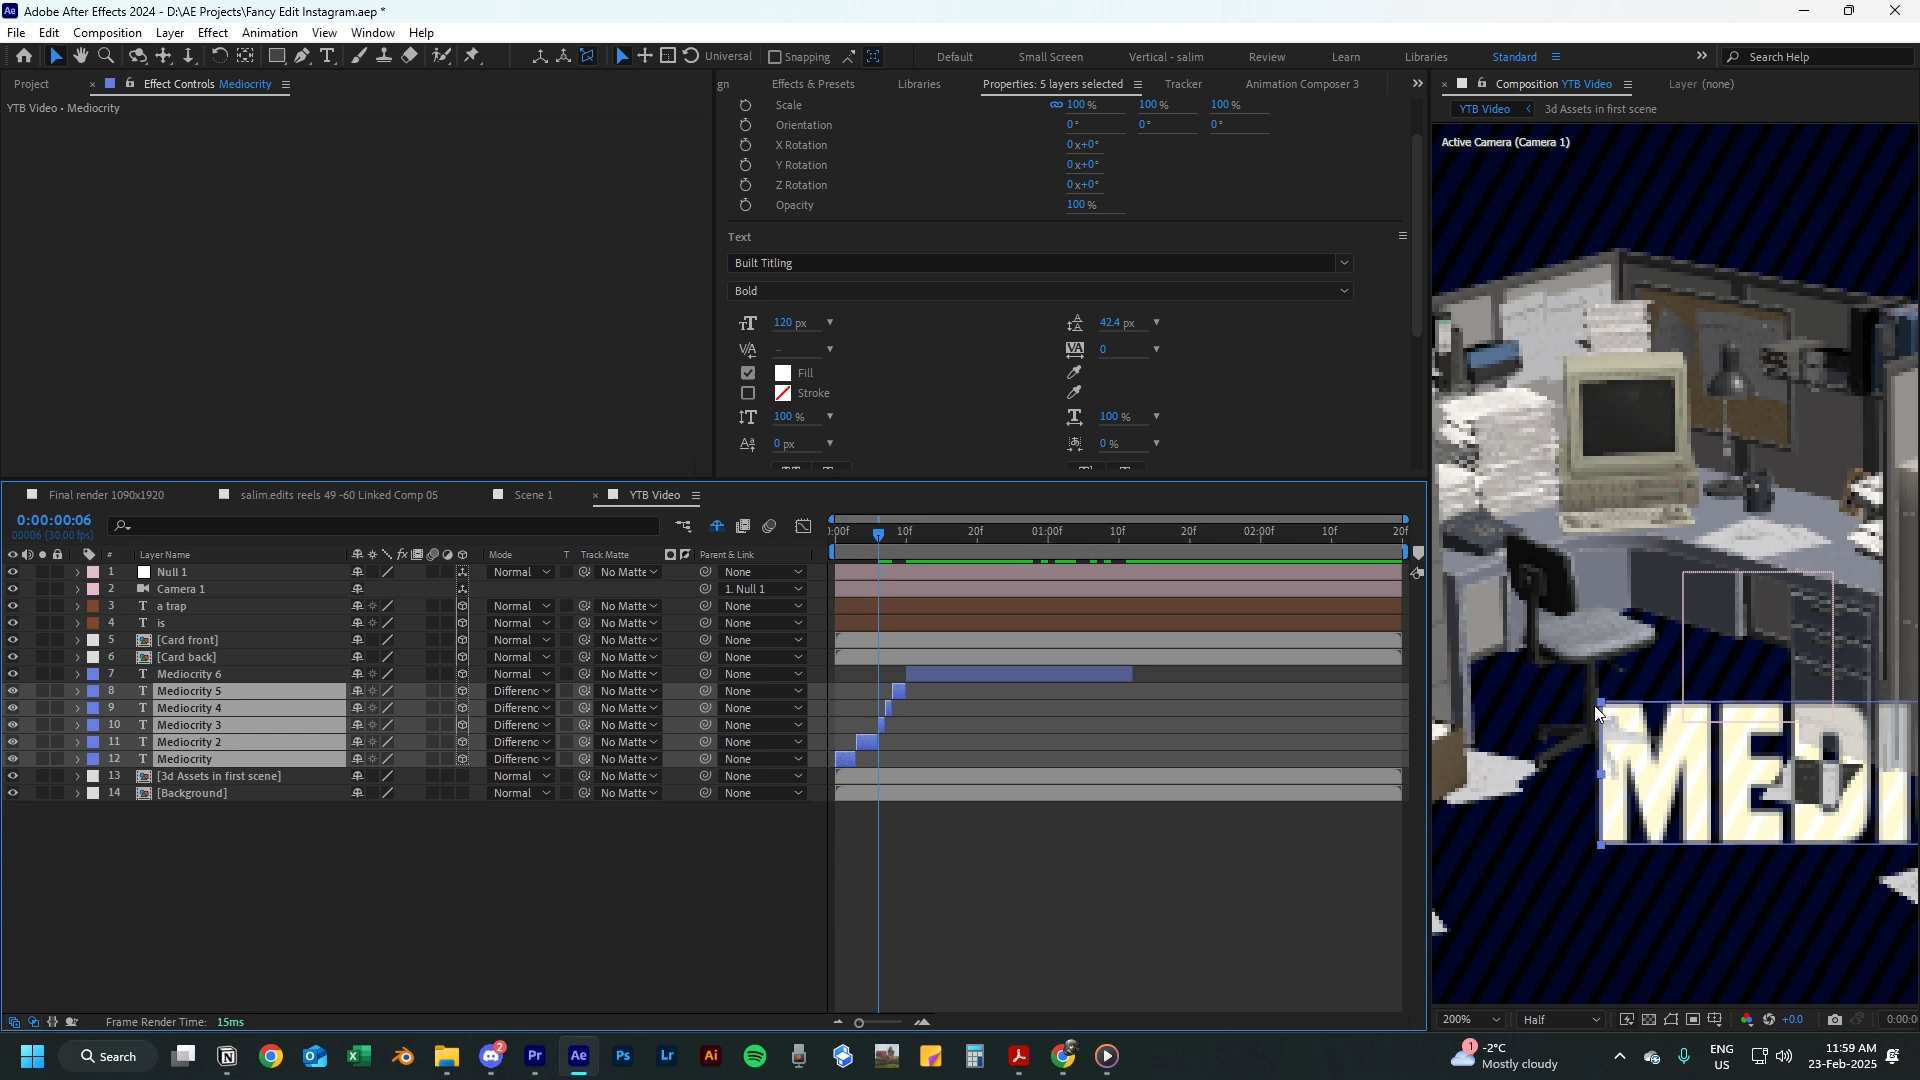 Adobe After Effects 2024 - D:\AE Projects\Fancy Edit Instagram.aep *
File Edit Composition Layer Effect Animation View Window Help
Universal Snapping Default Small Screen Vertical - salim Review Learn Libraries Standard Search Help
Project Effect Controls Mediocrity gn Effects & Presets Libraries Properties: 5 layers selected Tracker Animation Composer 3 Composition YTB Video Layer (none)
YTB Video • Mediocrity
YTB Video 3d Assets in first scene
Active Camera (Camera 1)
Scale 100 % 100 % 100 %
Orientation 0° 0° 0°
X Rotation 0x+0°
Y Rotation 0x+0°
Z Rotation 0x+0°
Opacity 100 %
Text
Built Titling
Bold
120 px 42.4 px
0
Fill
Stroke
100 % 100 %
0 px 0 %
Final render 1090x1920 salim.edits reels 49 -60 Linked Comp 05 Scene 1 YTB Video
0:00:00:06
00006 (30.00 fps)
):00f 10f 20f 01:00f 10f 20f 02:00f 10f 20f
# Layer Name Mode T Track Matte Parent & Link
1 Null 1 Normal No Matte None
2 Camera 1 1. Null 1
3 T a trap Normal No Matte None
4 T is Normal No Matte None
5 [Card front] Normal No Matte None
6 [Card back] Normal No Matte None
7 T Mediocrity 6 Normal No Matte None
8 T Mediocrity 5 Differenc No Matte None
9 T Mediocrity 4 Differenc No Matte None
10 T Mediocrity 3 Differenc No Matte None
11 T Mediocrity 2 Differenc No Matte None
12 T Mediocrity Differenc No Matte None
13 [3d Assets in first scene] Normal No Matte None
14 [Background] Normal No Matte None
MEDI
Frame Render Time: 15ms
200% Half +0.0 0:00:0
Search
2
1
-2°C
Mostly cloudy
ENG
US
11:59 AM
23-Feb-2025